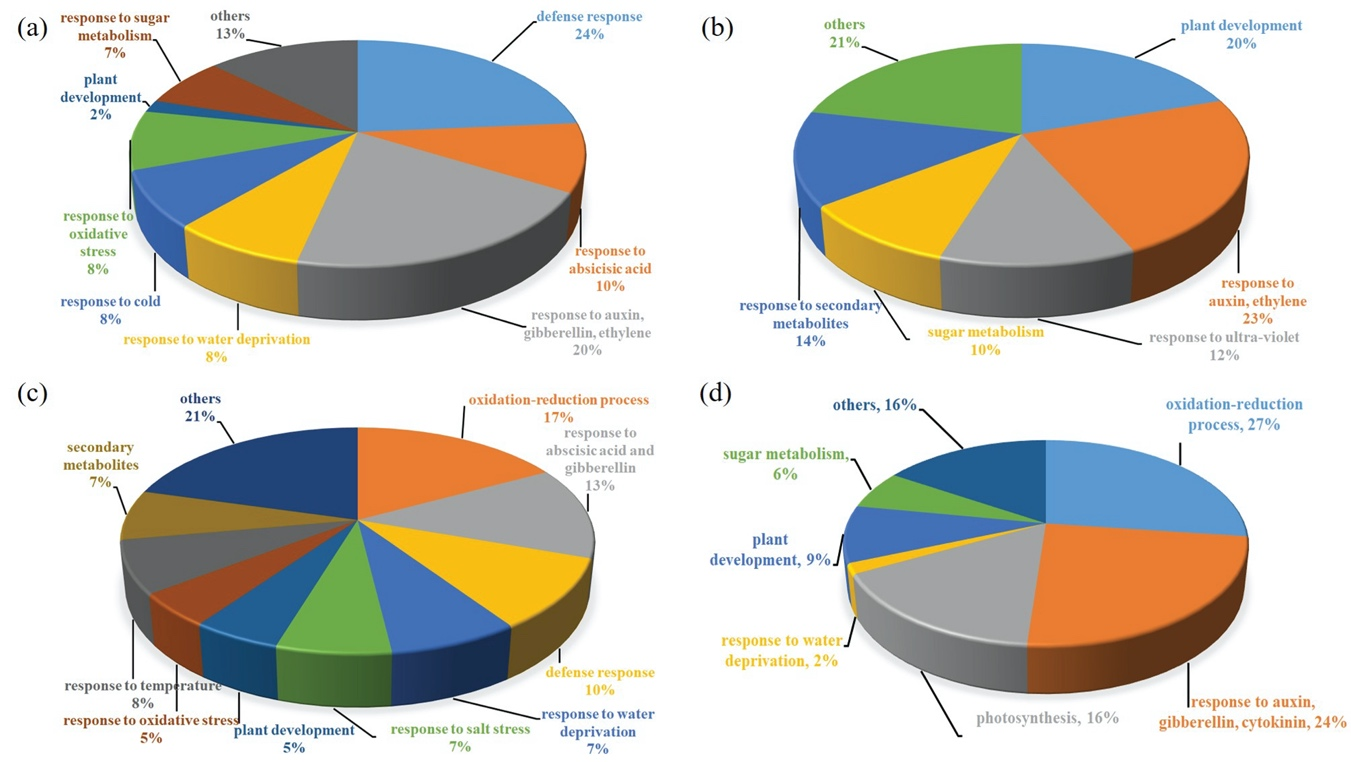 (a)
response to sugar
metabolism
7%
others
13%
defense response
24%
plant
development
2%
response to
oxidative
stress
8%
response to
absicisic acid
10%
response to cold
8%
response to water deprivation
8%
response to auxin,
gibberellin, ethylene
20%
(b)
others
21%
plant development
20%
response to secondary
metabolites
14%
sugar metabolism
10%
response to
auxin, ethylene
23%
response to ultra-violet
12%
(c)
others
21%
oxidation-reduction process
17%
response to
abscisic acid and
gibberellin
13%
secondary
metabolites
7%
response to temperature
8%
response to oxidative stress
5%
plant development
5%
response to salt stress
7%
defense response
10%
response to water
deprivation
7%
(d)
others, 16%
oxidation-reduction
process, 27%
sugar metabolism,
6%
plant
development, 9%
response to water
deprivation, 2%
photosynthesis, 16%
response to auxin,
gibberellin, cytokinin, 24%